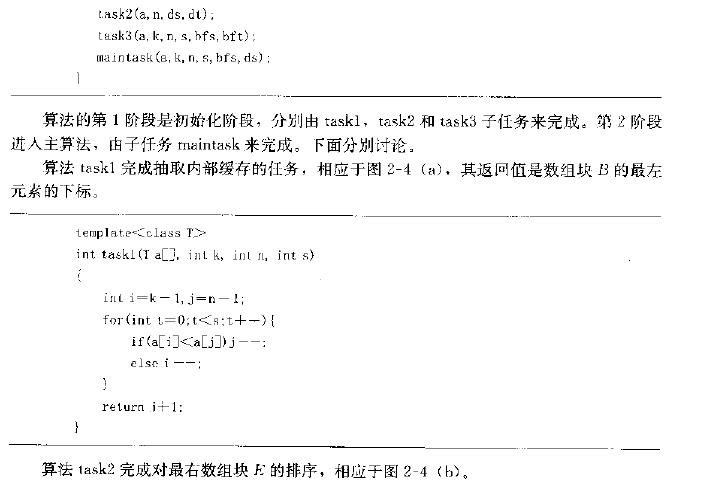 task2(a,n,ds,dt);
task3(a,k,n,s,bfs,bft);
maintask(a,k,n,s,bfs,ds);
}
算法的第 1 阶段是初始化阶段，分别由 task1，task2 和 task3 子任务来完成。第 2 阶段
进入主算法，由子任务 maintask 来完成。下面分别讨论。
算法 task1 完成抽取内部缓存的任务，相应于图 2-4（a），其返回值是数组块 B 的最左
元素的下标。
template<class T>
int task1(T a[], int k, int n, int s)
{
int i=k-1,j=n-1;
for(int t=0;t<s;t++){
if(a[i]<a[j])j--;
else i--;
}
return i+1;
}
算法 task2 完成对最右数组块 E 的排序，相应于图 2-4（b）。